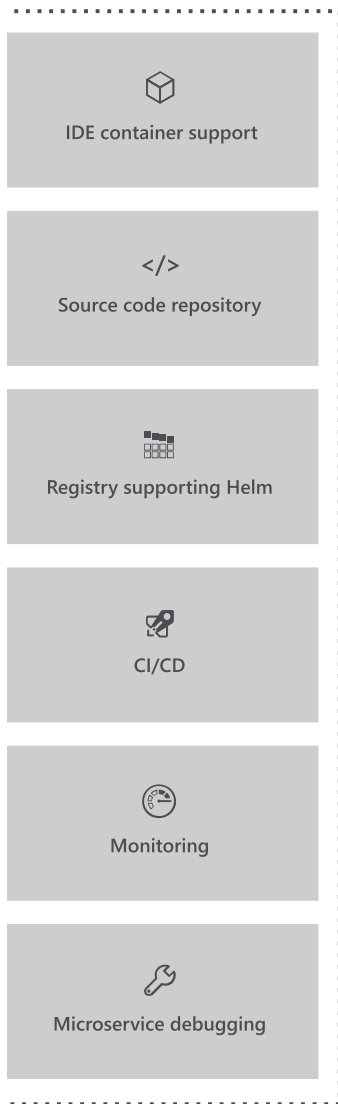 IDE container support
</>
Source code repository
Registry supporting Helm
CI/CD
Monitoring
Microservice debugging